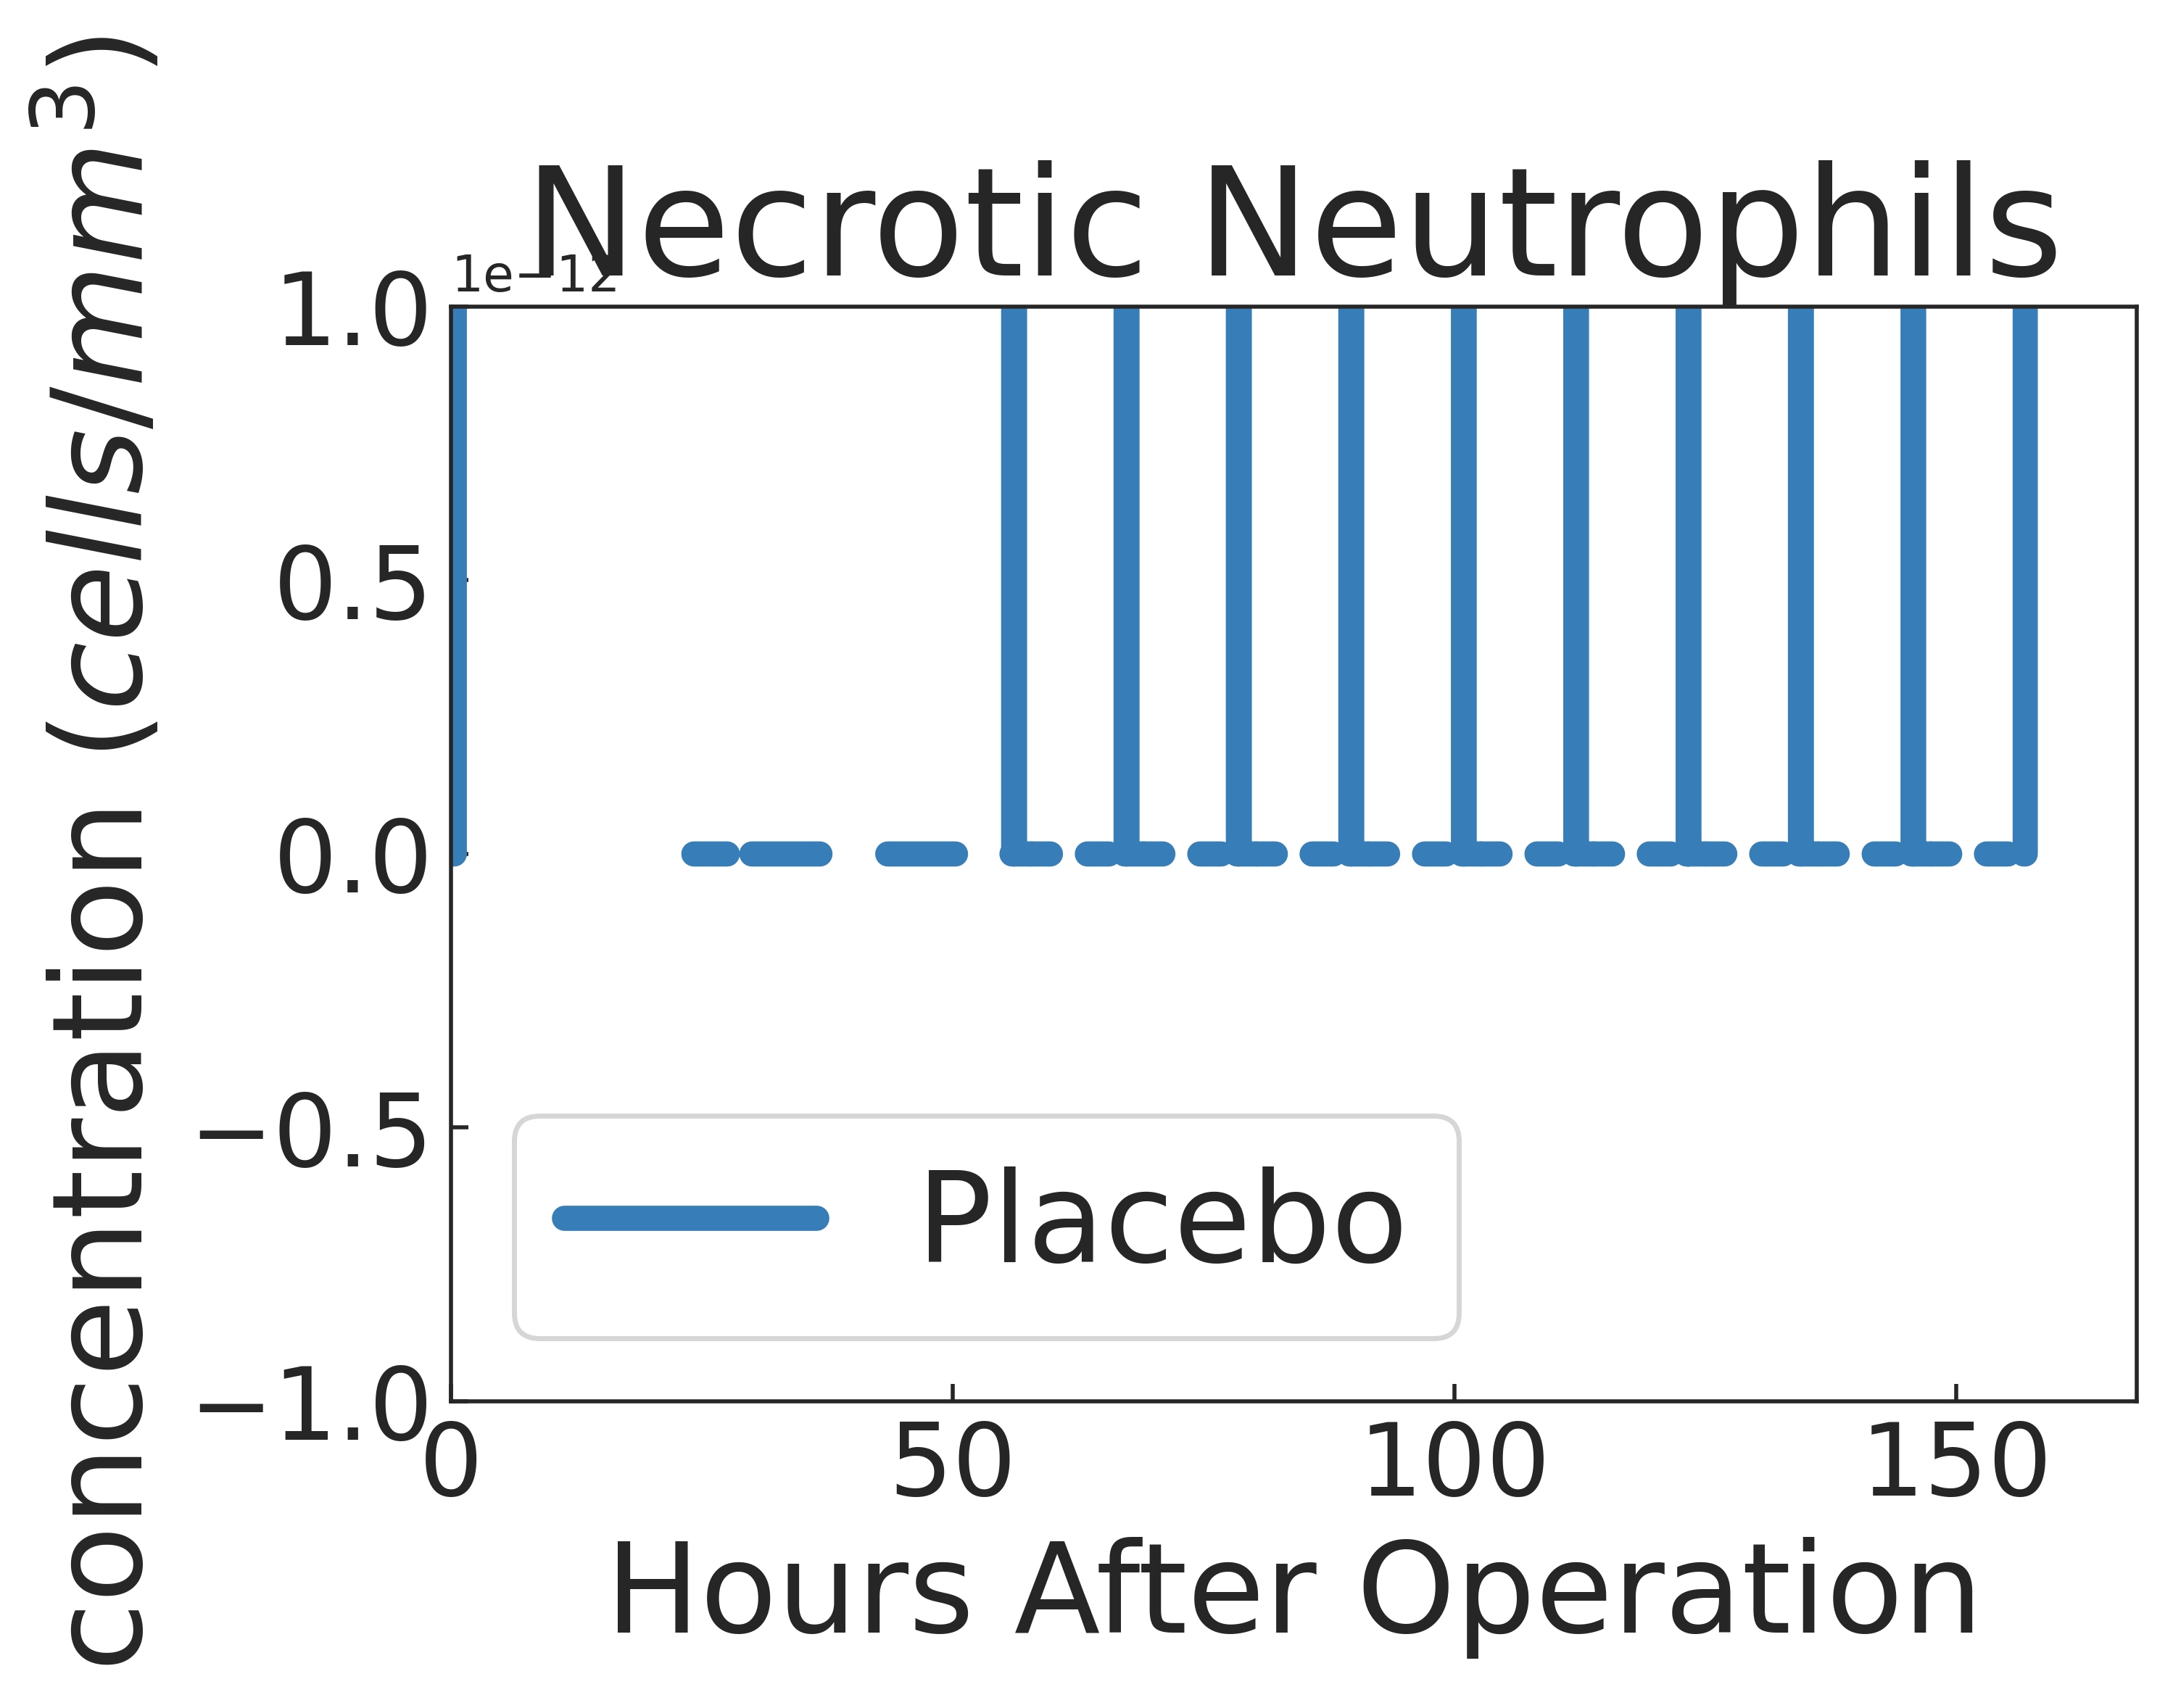 Necrotic Neutrophils
1e−12
1.0
0.5
0.0
−0.5
−1.0
concentration (cells/mm³)
Placebo
0 50 100 150
Hours After Operation